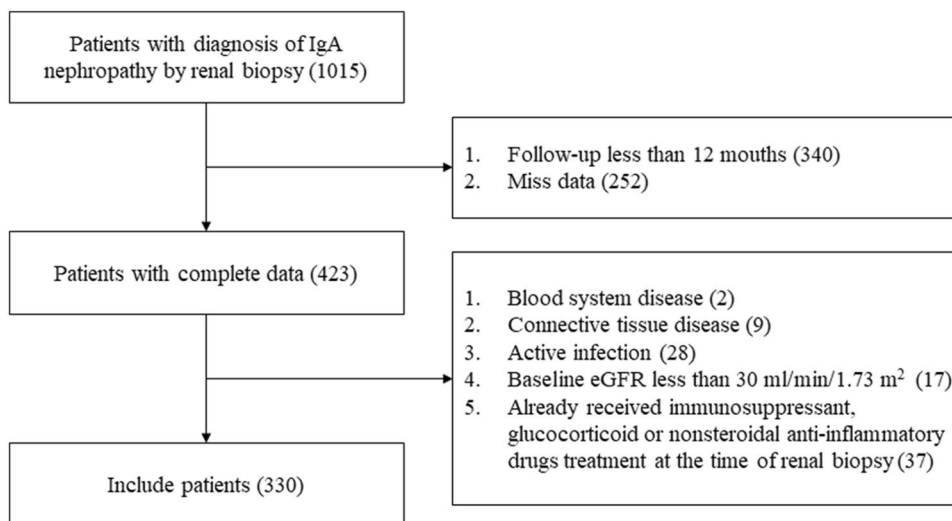 Patients with diagnosis of IgA
nephropathy by renal biopsy (1015)
1. Follow-up less than 12 mouths (340)
2. Miss data (252)
Patients with complete data (423)
1. Blood system disease (2)
2. Connective tissue disease (9)
3. Active infection (28)
4. Baseline eGFR less than 30 ml/min/1.73 m² (17)
5. Already received immunosuppressant,
glucocorticoid or nonsteroidal anti-inflammatory
drugs treatment at the time of renal biopsy (37)
Include patients (330)